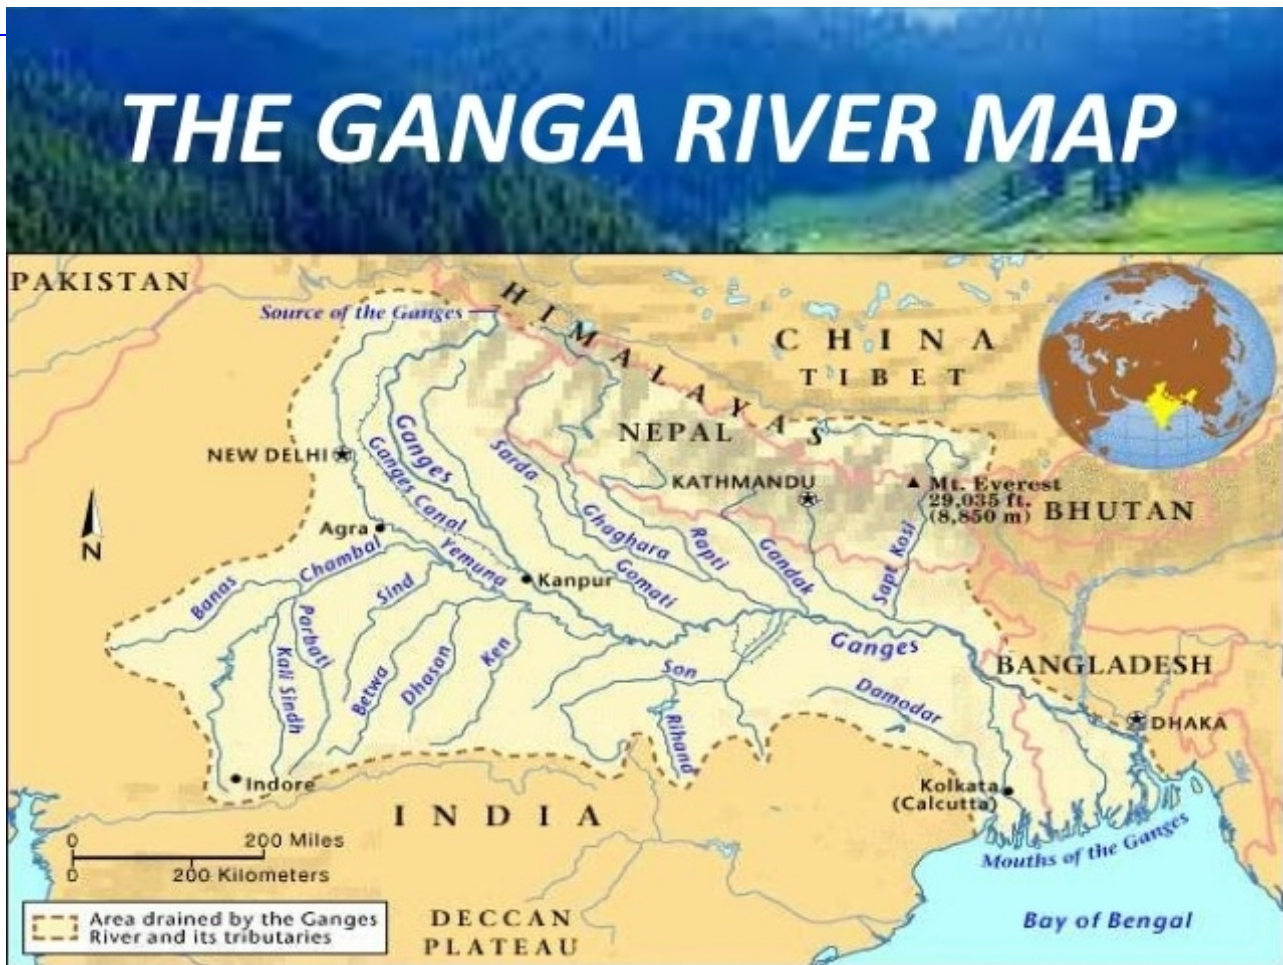 THE GANGA RIVER MAP
PAKISTAN
Source of the Ganges
HIMALAYAS
CHINA
TIBET
NEPAL
NEW DELHI
Ganges
Ganges Canal
Sarda
KATHMANDU
Mt. Everest
29,035 ft.
(8,850 m)
BHUTAN
N
Agra
Chambal
Yemuna
Kanpur
Ghaghara
Rapti
Gandak
Sapt Kosi
Gomati
Banas
Sind
Parbati
Kali Sindh
Betwa
Dhasan
Ken
Son
Rihand
Ganges
Damodar
BANGLADESH
DHAKA
Indore
Kolkata
(Calcutta)
INDIA
Mouths of the Ganges
0 200 Miles
0 200 Kilometers
Area drained by the Ganges
River and its tributaries
DECCAN
PLATEAU
Bay of Bengal